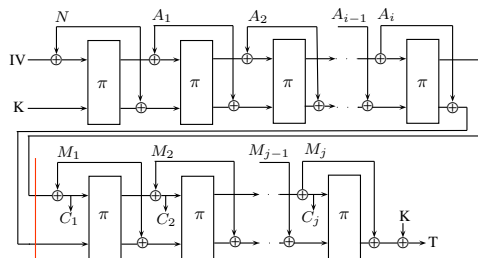 N A₁ A₂ Aᵢ₋₁ Aᵢ
IV π π π π
K
M₁ M₂ Mⱼ₋₁ Mⱼ
C₁ π C₂ π Cⱼ π K
T